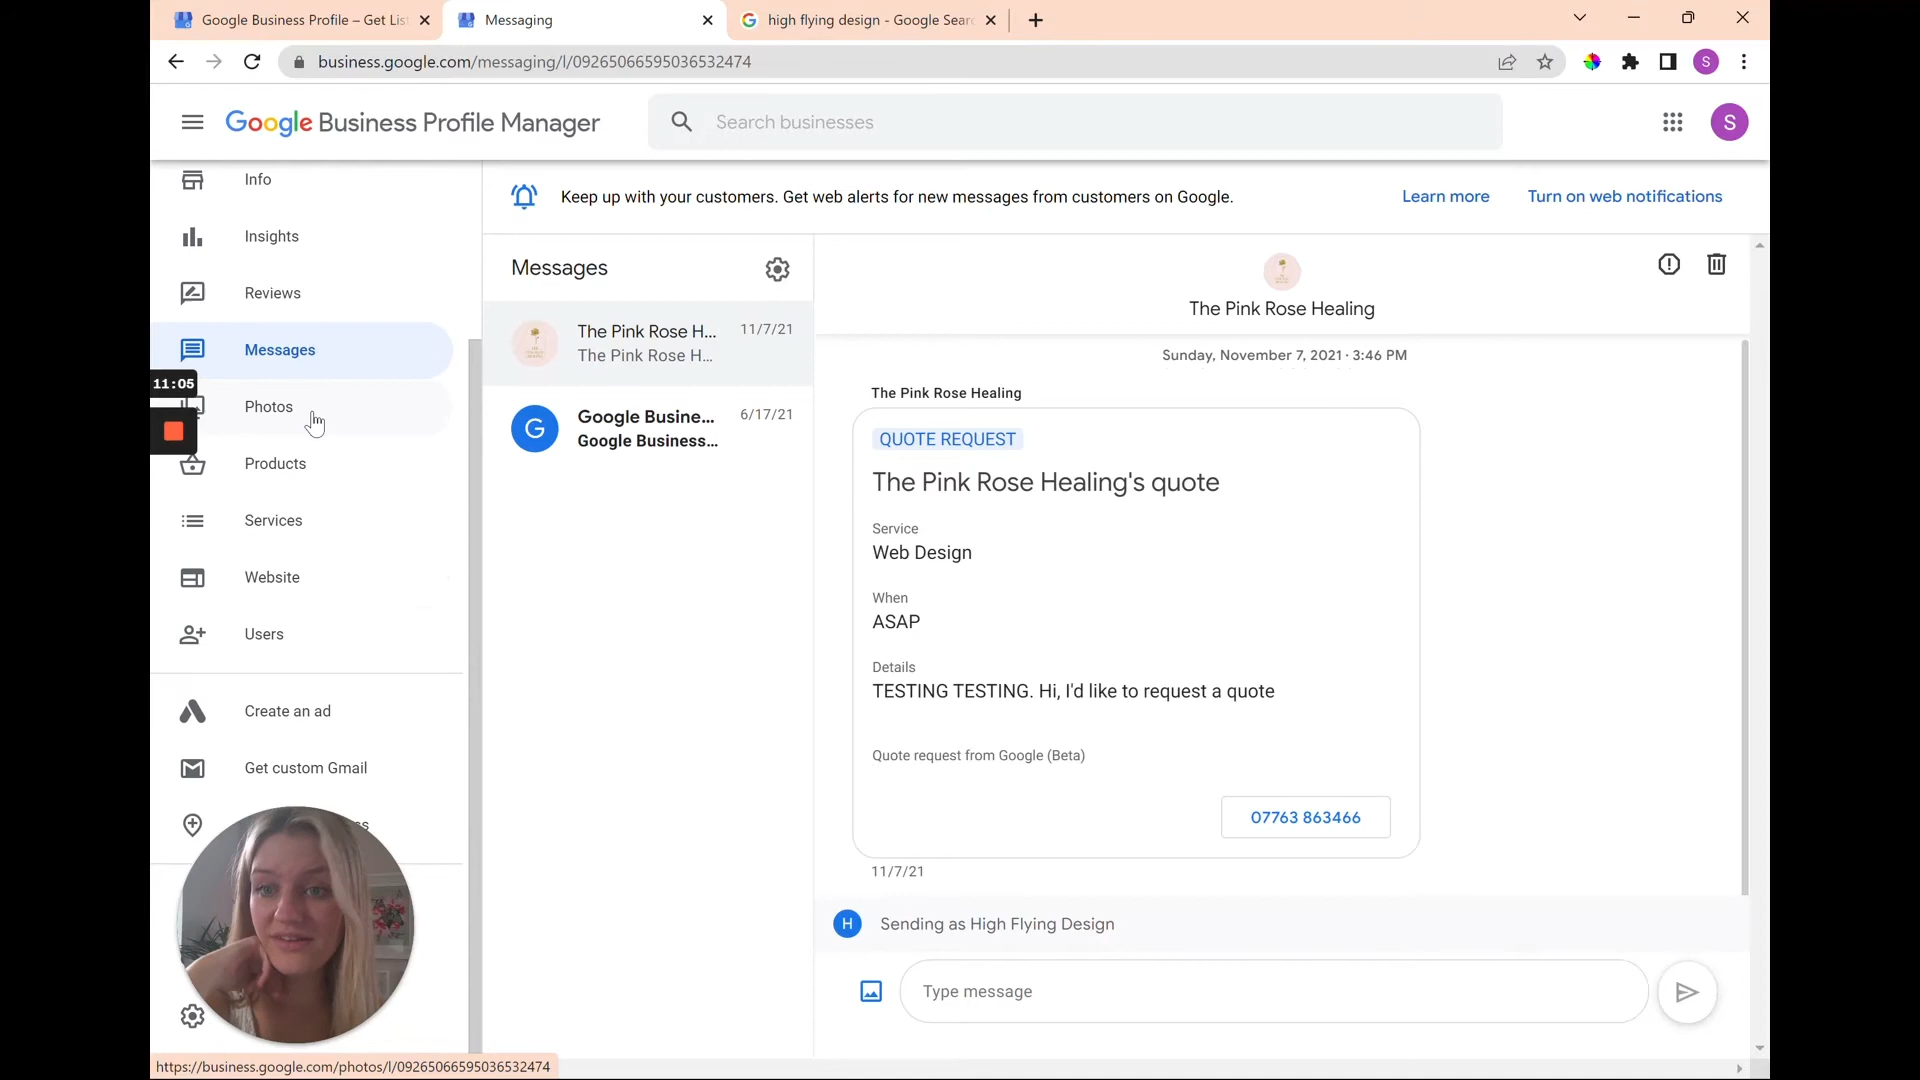 Google Business Profile – Get Lis
Messaging
high flying design - Google Sear
business.google.com/messaging/l/09265066595036532474
S
Google Business Profile Manager
Search businesses
S
Info
Insights
Reviews
Messages
11:05
Photos
Products
Services
Website
Users
Create an ad
Get custom Gmail
Keep up with your customers. Get web alerts for new messages from customers on Google.
Learn more
Turn on web notifications
Messages
The Pink Rose H... 11/7/21
The Pink Rose H...
G
Google Busine... 6/17/21
Google Business...
The Pink Rose Healing
Sunday, November 7, 2021 · 3:46 PM
The Pink Rose Healing
QUOTE REQUEST
The Pink Rose Healing's quote
Service
Web Design
When
ASAP
Details
TESTING TESTING. Hi, I'd like to request a quote
Quote request from Google (Beta)
07763 863466
11/7/21
H Sending as High Flying Design
Type message
https://business.google.com/photos/l/09265066595036532474